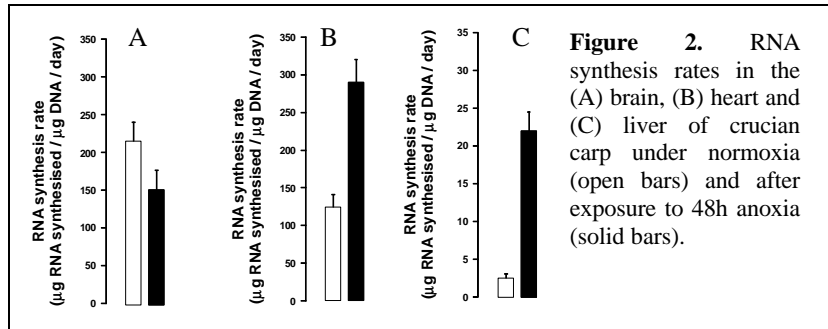 A
RNA synthesis rate
(µg RNA synthesised / µg DNA / day)
350
300
250
200
150
100
50
0
B
RNA synthesis rate
(µg RNA synthesised / µg DNA / day)
350
300
250
200
150
100
50
0
C
RNA synthesis rate
(µg RNA synthesised / µg DNA / day)
35
30
25
20
15
10
5
0
Figure 2. RNA
synthesis rates in the
(A) brain, (B) heart and
(C) liver of crucian
carp under normoxia
(open bars) and after
exposure to 48h anoxia
(solid bars).